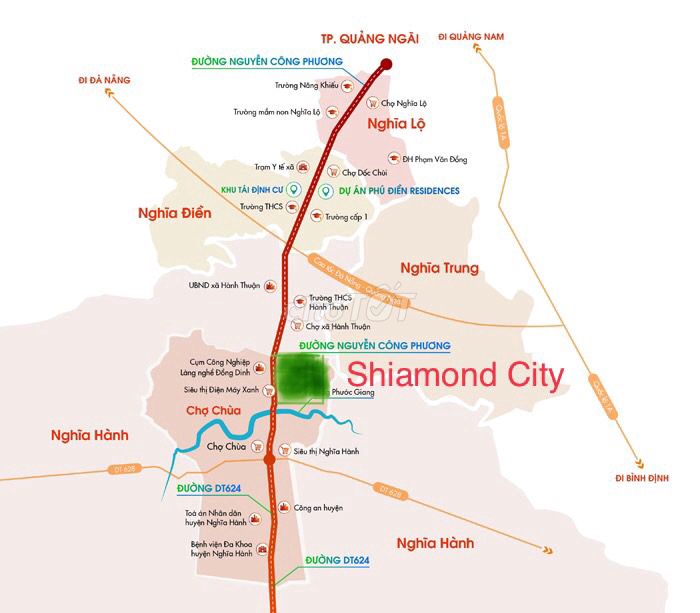 TP. QUẢNG NGÃI
ĐI QUẢNG NAM
ĐƯỜNG NGUYỄN CÔNG PHƯƠNG
ĐI ĐÀ NẴNG
Trường Năng Khiếu
Chợ Nghĩa Lộ
Quốc lộ 1A
Trường mầm non Nghĩa Lộ
Nghĩa Lộ
ĐH Phạm Văn Đồng
Trạm Y tế xã
Chợ Dốc Chùi
KHU TÁI ĐỊNH CƯ
DỰ ÁN PHÚ ĐIỀN RESIDENCES
Trường THCS
Trường cấp 1
Nghĩa Điền
Nghĩa Trung
Cao tốc Đà Nẵng - Quảng Ngãi
UBND xã Hành Thuận
Trường THCS
Hành Thuận
Chợ xã Hành Thuận
ĐƯỜNG NGUYỄN CÔNG PHƯƠNG
Cụm Công Nghiệp
Làng nghề Đồng Dinh
Shiamond City
Siêu thị Điện Máy Xanh
Phước Giang
Quốc lộ 1A
Chợ Chùa
Nghĩa Hành
Chợ Chùa
Siêu thị Nghĩa Hành
DT 628
ĐI BÌNH ĐỊNH
ĐƯỜNG DT624
DT 628
Công an huyện
Toà án Nhân dân
huyện Nghĩa Hành
Nghĩa Hành
Bệnh viện Đa Khoa
huyện Nghĩa Hành
ĐƯỜNG DT624